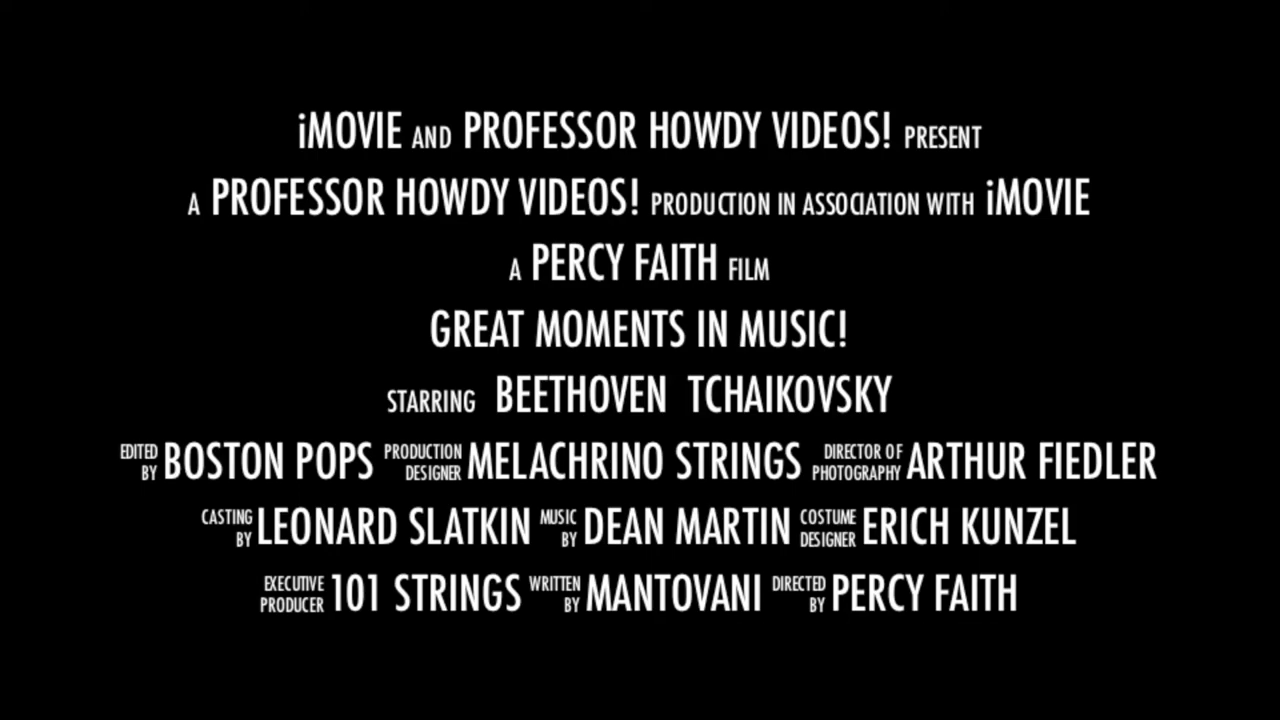 iMOVIE AND PROFESSOR HOWDY VIDEOS! PRESENT
A PROFESSOR HOWDY VIDEOS! PRODUCTION IN ASSOCIATION WITH iMOVIE
A PERCY FAITH FILM
GREAT MOMENTS IN MUSIC!
STARRING BEETHOVEN TCHAIKOVSKY
EDITED BY BOSTON POPS PRODUCTION DESIGNER MELACHRINO STRINGS DIRECTOR OF PHOTOGRAPHY ARTHUR FIEDLER
CASTING BY LEONARD SLATKIN MUSIC BY DEAN MARTIN COSTUME DESIGNER ERICH KUNZEL
EXECUTIVE PRODUCER 101 STRINGS WRITTEN BY MANTOVANI DIRECTED BY PERCY FAITH